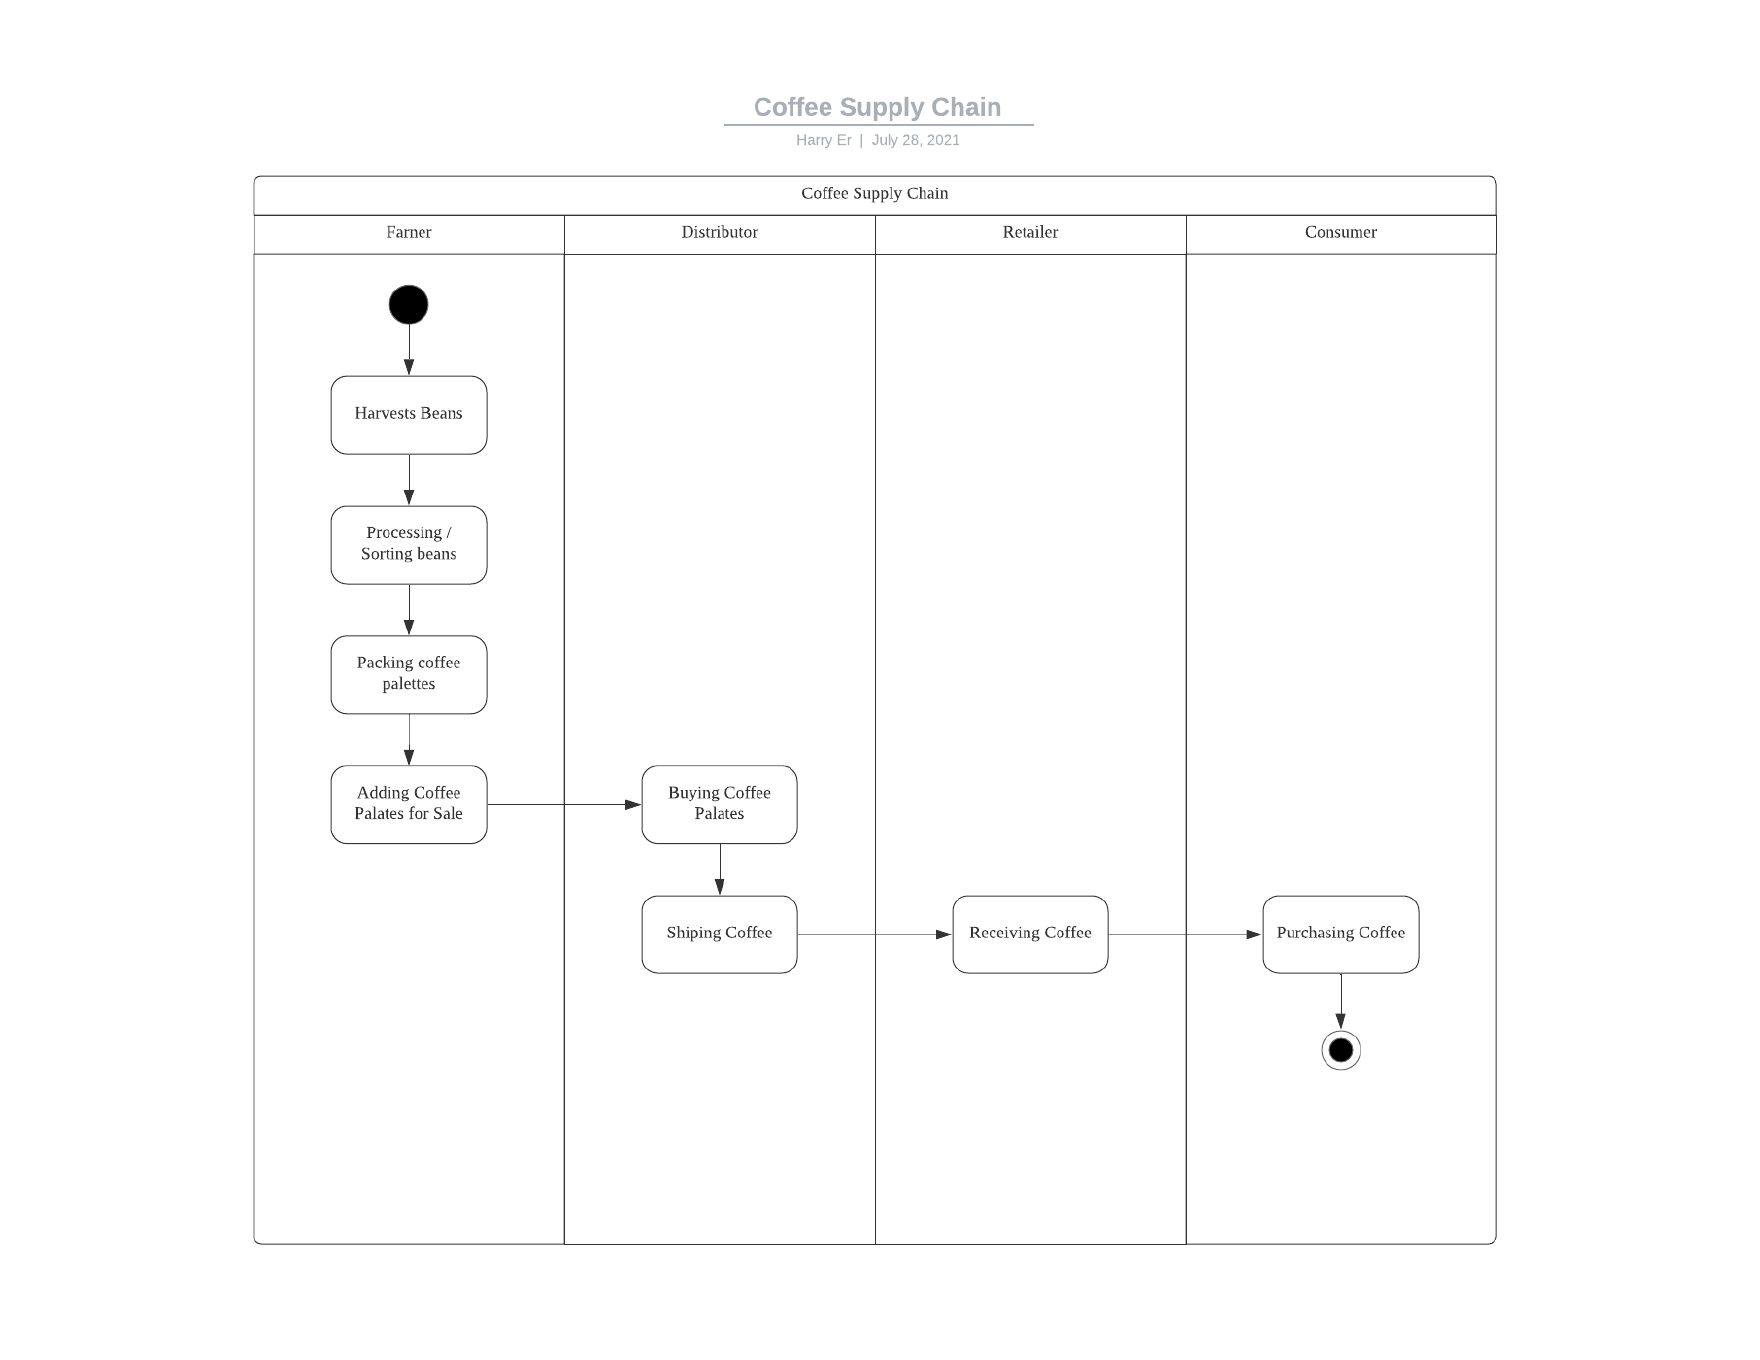 Coffee Supply Chain
Harry Er | July 28, 2021
Coffee Supply Chain
Farner
Distributor
Retailer
Consumer
Harvests Beans
Processing /
Sorting beans
Packing coffee
palettes
Adding Coffee
Palates for Sale
Buying Coffee
Palates
Shiping Coffee
Receiving Coffee
Purchasing Coffee